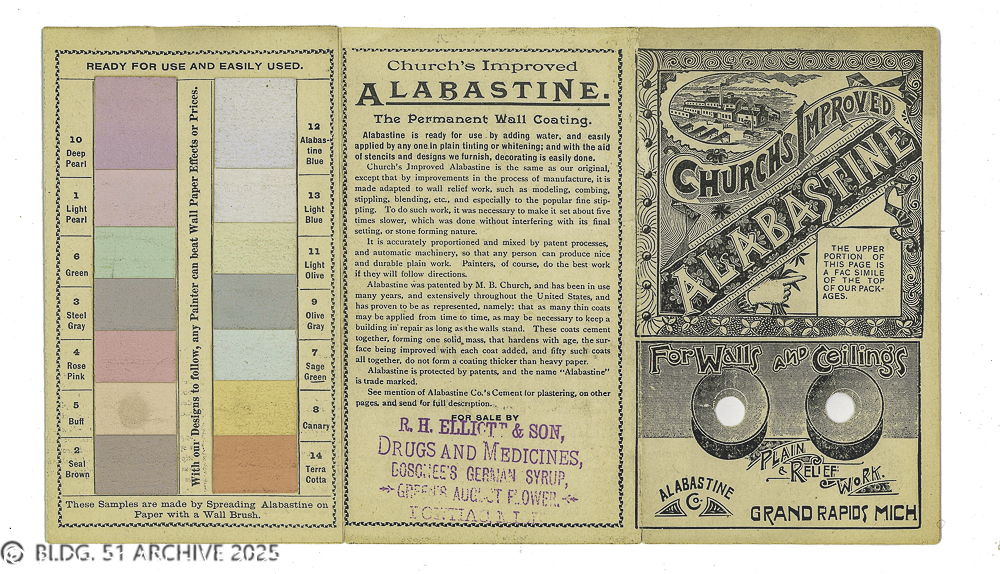 READY FOR USE AND EASILY USED.
10
Deep
Pearl
1
Light
Pearl
6
Green
3
Steel
Gray
4
Rose
Pink
5
Buff
2
Seal
Brown
With our Designs to follow, any Painter can beat Wall Paper Effects or Prices.
12
Alabas-
tine
Blue
13
Light
Blue
11
Light
Olive
9
Olive
Gray
7
Sage
Green
8
Canary
14
Terra
Cotta
These Samples are made by Spreading Alabastine on
Paper with a Wall Brush.
Church's Improved
ALABASTINE.
The Permanent Wall Coating.
Alabastine is ready for use by adding water, and easily
applied by any one in plain tinting or whitening; and with the aid
of stencils and designs we furnish, decorating is easily done.
Church's Improved Alabastine is the same as our original,
except that by improvements in the process of manufacture, it is
made adapted to wall relief work, such as modeling, combing,
stippling, blending, etc., and especially to the popular fine stip-
pling. To do such work, it was necessary to make it set about five
times slower, which was done without interfering with its final
setting, or stone forming nature.
It is accurately proportioned and mixed by patent processes,
and automatic machinery, so that any person can produce nice
and durable plain work. Painters, of course, do the best work
if they will follow directions.
Alabastine was patented by M. B. Church, and has been in use
many years, and extensively throughout the United States, and
has proven to be as represented, namely: that as many thin coats
may be applied from time to time, as may be necessary to keep a
building in repair as long as the walls stand. These coats cement
together, forming one solid mass, that hardens with age, the sur-
face being improved with each coat added, and fifty such coats
all together, do not form a coating thicker than heavy paper.
Alabastine is protected by patents, and the name "Alabastine"
is trade marked.
See mention of Alabastine Co.'s Cement for plastering, on other
pages, and send for full description.
FOR SALE BY
R. H. ELLIOTT & SON,
DRUGS AND MEDICINES,
BOSCHEE'S GERMAN SYRUP,
GREEN'S AUGUST FLOWER.
PONTIAC ILL
CHURCH'S IMPROVED
ALABASTINE
THE UPPER
PORTION OF
THIS PAGE IS
A FAC SIMILE
OF THE TOP
OF OUR PACK-
AGES.
FOR WALLS AND CEILINGS
PLAIN
& RELIEF
WORK.
ALABASTINE
Co.
GRAND RAPIDS MICH
© BLDG. 51 ARCHIVE 2025